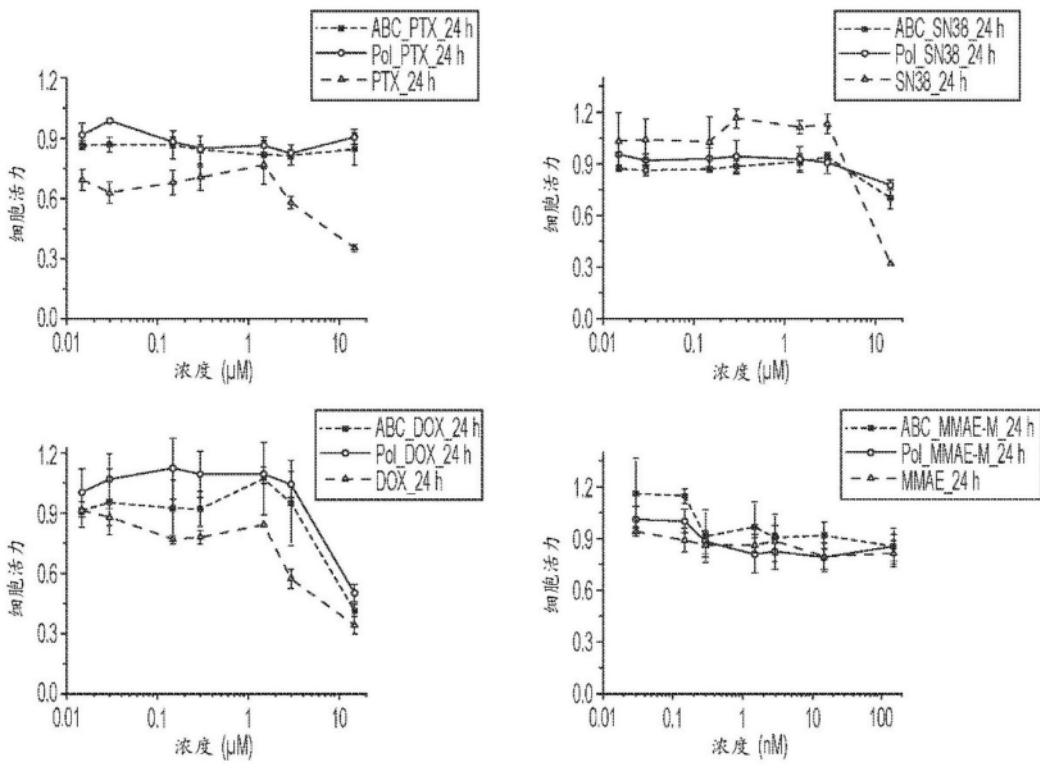 ABC_PTX_24 h
Pol_PTX_24 h
PTX_24 h
1.2
0.9
0.6
0.3
0.0
细胞活力
0.01
0.1
1
10
浓度 (μM)
ABC_SN38_24 h
Pol_SN38_24 h
SN38_24 h
1.2
0.9
0.6
0.3
0.0
细胞活力
0.01
0.1
1
10
浓度 (μM)
ABC_DOX_24 h
Pol_DOX_24 h
DOX_24 h
1.2
0.9
0.6
0.3
0.0
细胞活力
0.01
0.1
1
10
浓度 (μM)
ABC_MMAE-M_24 h
Pol_MMAE-M_24 h
MMAE_24 h
1.2
0.9
0.6
0.3
0.0
细胞活力
0.01
0.1
1
10
100
浓度 (nM)